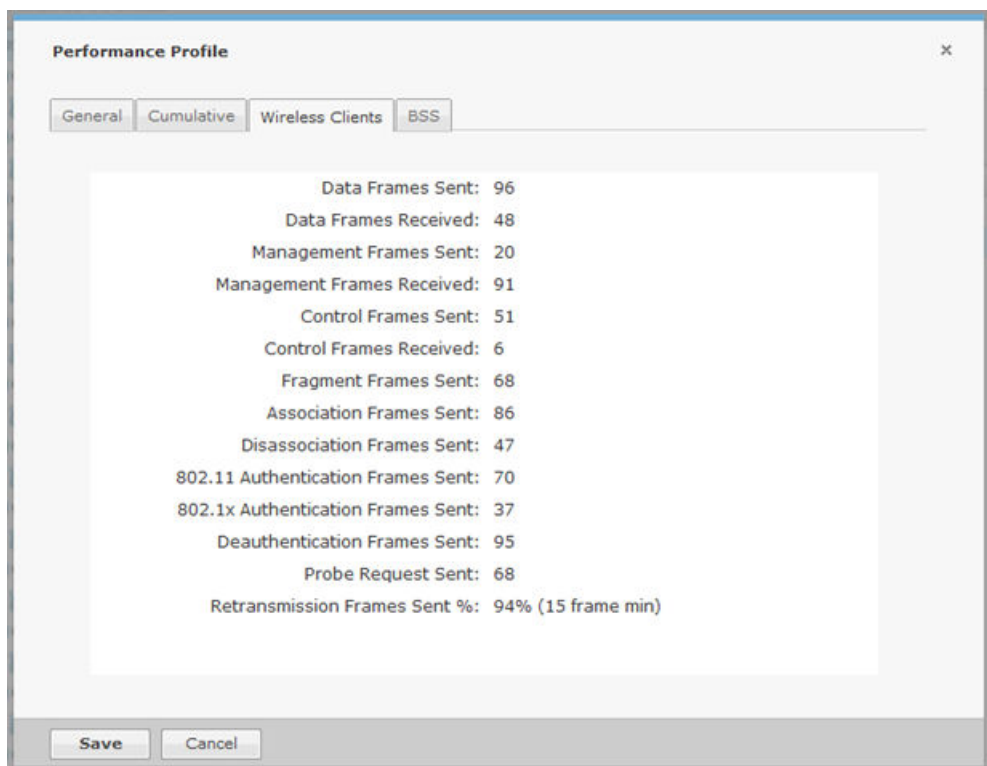 Performance Profile ×
General Cumulative Wireless Clients BSS
Data Frames Sent: 96
Data Frames Received: 48
Management Frames Sent: 20
Management Frames Received: 91
Control Frames Sent: 51
Control Frames Received: 6
Fragment Frames Sent: 68
Association Frames Sent: 86
Disassociation Frames Sent: 47
802.11 Authentication Frames Sent: 70
802.1x Authentication Frames Sent: 37
Deauthentication Frames Sent: 95
Probe Request Sent: 68
Retransmission Frames Sent %: 94% (15 frame min)
Save Cancel